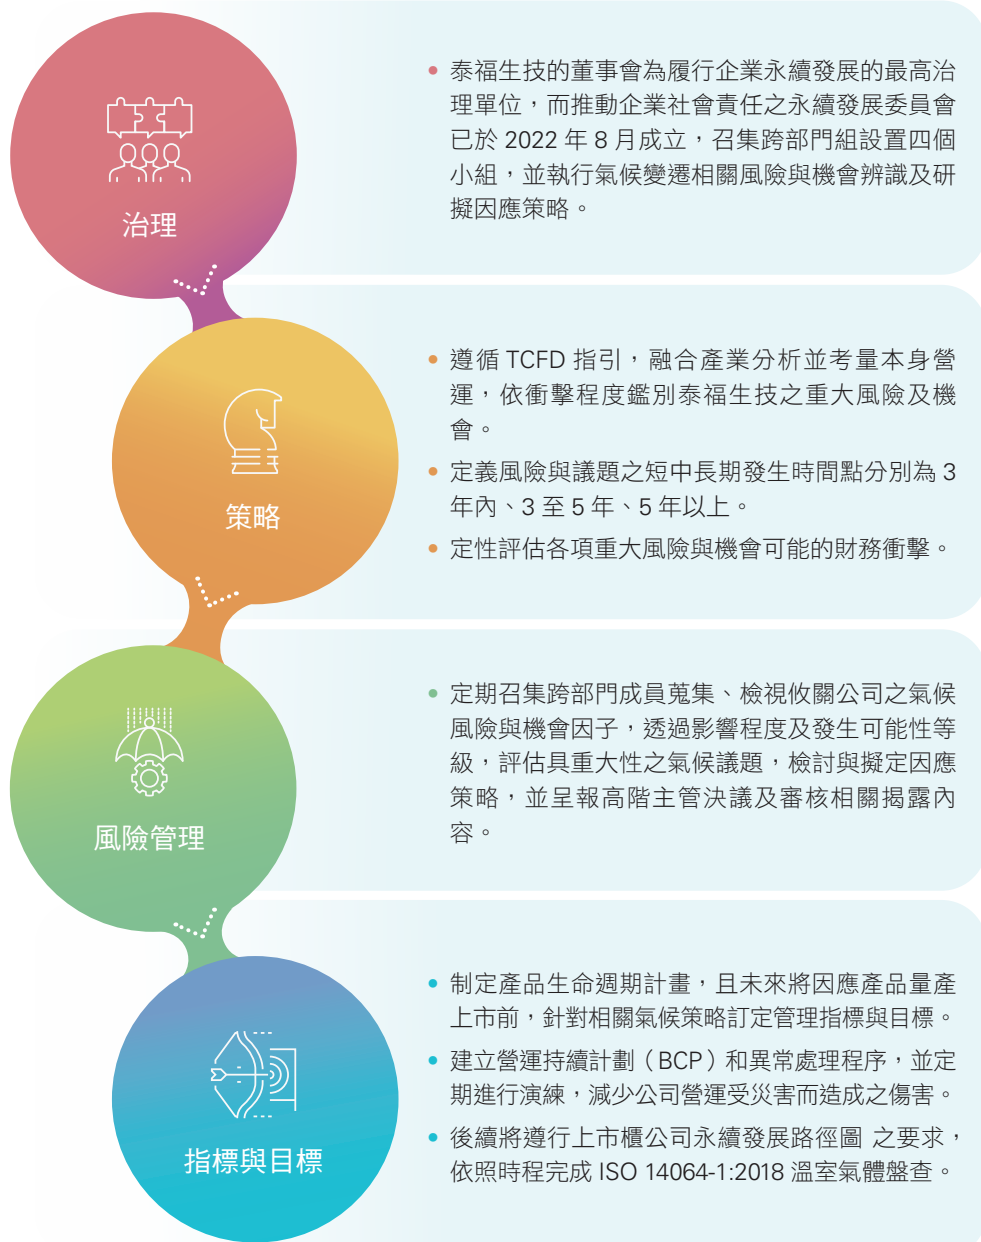 治理
• 泰福生技的董事會為履行企業永續發展的最高治
理單位，而推動企業社會責任之永續發展委員會
已於 2022 年 8 月成立，召集跨部門組設置四個
小組，並執行氣候變遷相關風險與機會辨識及研
擬因應策略。
策略
• 遵循 TCFD 指引，融合產業分析並考量本身營
運，依衝擊程度鑑別泰福生技之重大風險及機
會。
• 定義風險與議題之短中長期發生時間點分別為 3
年內、3 至 5 年、5 年以上。
• 定性評估各項重大風險與機會可能的財務衝擊。
風險管理
• 定期召集跨部門成員蒐集、檢視攸關公司之氣候
風險與機會因子，透過影響程度及發生可能性等
級，評估具重大性之氣候議題，檢討與擬定因應
策略，並呈報高階主管決議及審核相關揭露內
容。
指標與目標
• 制定產品生命週期計畫，且未來將因應產品量產
上市前，針對相關氣候策略訂定管理指標與目標。
• 建立營運持續計劃（BCP）和異常處理程序，並定
期進行演練，減少公司營運受災害而造成之傷害。
• 後續將遵行上市櫃公司永續發展路徑圖 之要求，
依照時程完成 ISO 14064-1:2018 溫室氣體盤查。